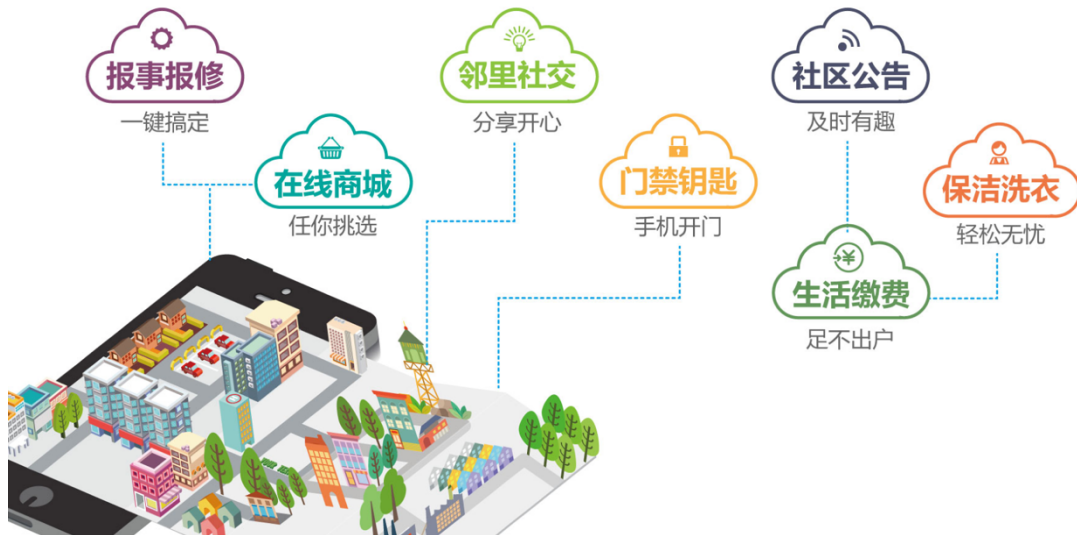 报事报修
一键搞定
在线商城
任你挑选
邻里社交
分享开心
门禁钥匙
手机开门
社区公告
及时有趣
生活缴费
足不出户
保洁洗衣
轻松无忧